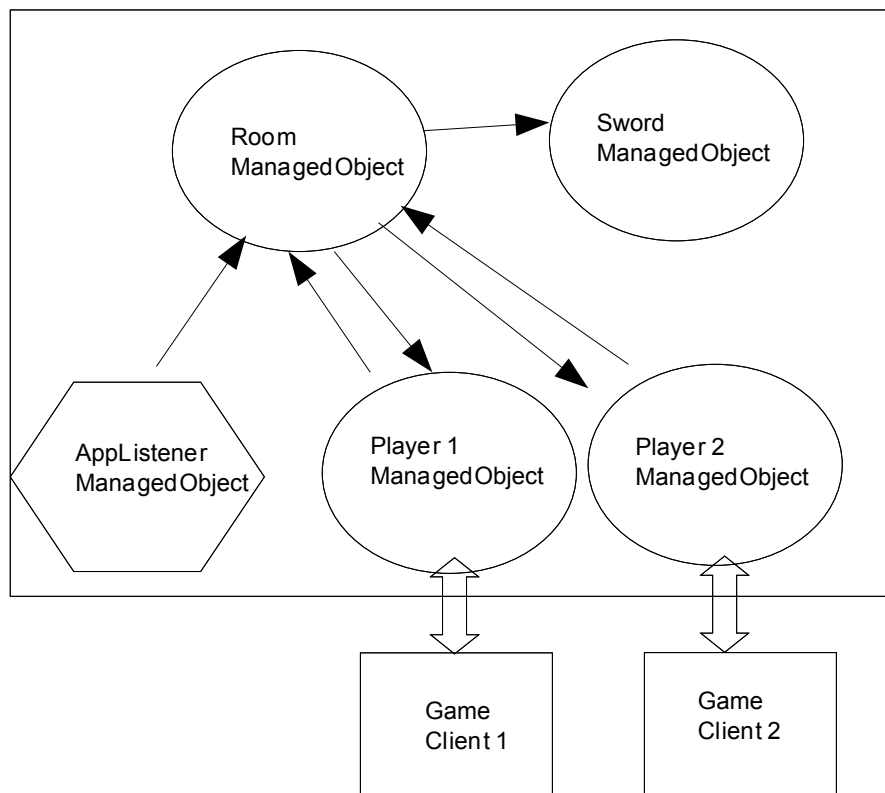 Room
ManagedObject
Sword
ManagedObject
AppListener
ManagedObject
Player 1
ManagedObject
Player 2
ManagedObject
Game
Client 1
Game
Client 2